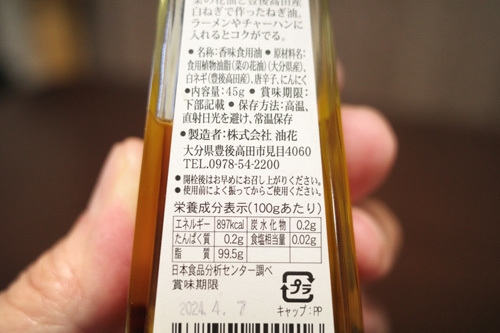 菜の花油と豊後高田産
白ねぎで作ったねぎ油。
ラーメンやチャーハンに
入れるとコクがでる。
●名称:香味食用油●原材料名:
食用植物油脂(菜の花油)(大分県産)、
白ネギ(豊後高田産)、唐辛子、にんにく
●内容量:45g ●賞味期限:
下部記載●保存方法:高温、
直射日光を避け、常温保存
●製造者:株式会社 油花
大分県豊後高田市見目4060
TEL.0978-54-2200
●開栓後はお早めにお召し上がりください。
●使用前によく振ってからご使用ください。
栄養成分表示(100gあたり)
エネルギー 897kcal 炭水化物 0.2g
たんぱく質 0.2g 食塩相当量 0.02g
脂質 99.5g
日本食品分析センター調べ
賞味期限
2024.4.7
プラ
キャップ:PP